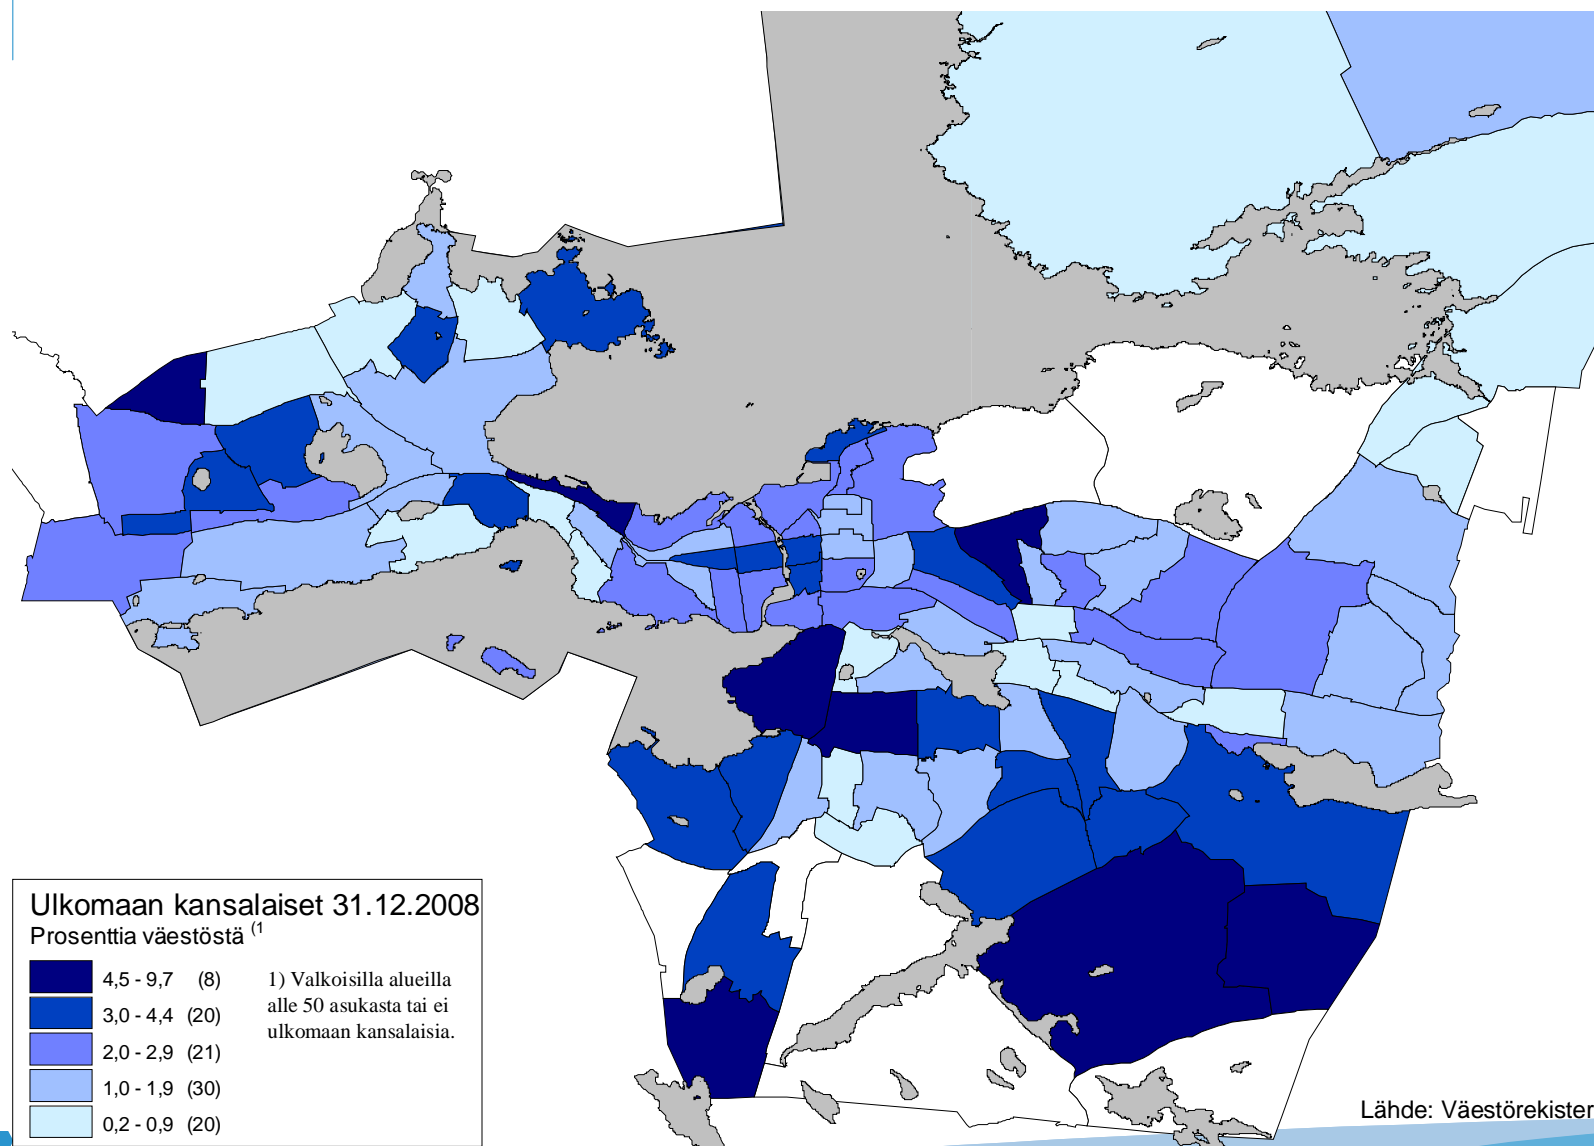 Ulkomaan kansalaiset 31.12.2008
Prosenttia väestöstä (1
4,5 - 9,7 (8)
3,0 - 4,4 (20)
2,0 - 2,9 (21)
1,0 - 1,9 (30)
0,2 - 0,9 (20)
1) Valkoisilla alueilla
alle 50 asukasta tai ei
ulkomaan kansalaisia.
Lähde: Väestörekister